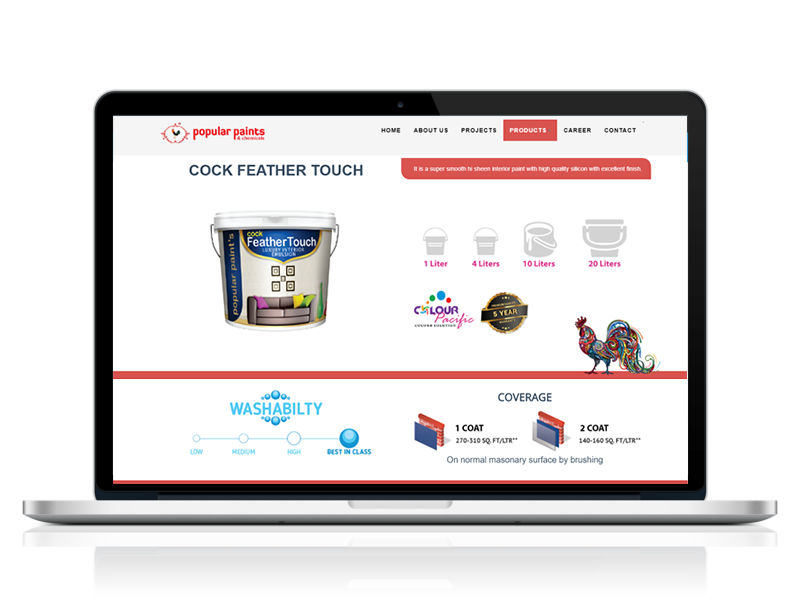 popular paints
& chemicals
HOME ABOUT US PROJECTS PRODUCTS CAREER CONTACT
COCK FEATHER TOUCH
It is a super smooth hi sheen interior paint with high quality silicon with excellent finish
popular paint's
cock
FeatherTouch
LUXURY INTERIOR
EMULSION
1 Liter 4 Liters 10 Liters 20 Liters
COLOUR
Pacific
COLOUR SOLUTION
5 YEAR
WASHABILTY
LOW MEDIUM HIGH BEST IN CLASS
COVERAGE
1 COAT
270-310 SQ. FT/LTR**
2 COAT
140-160 SQ. FT/LTR**
On normal masonary surface by brushing